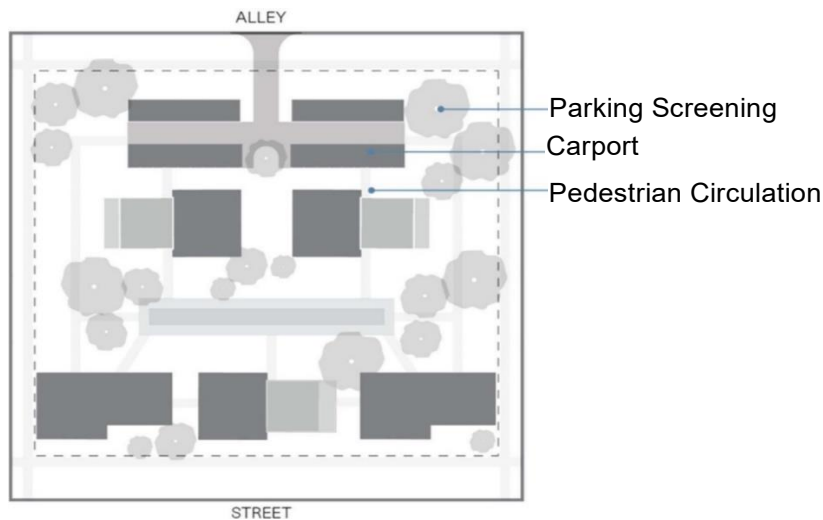 ALLEY
Parking Screening
Carport
Pedestrian Circulation
STREET